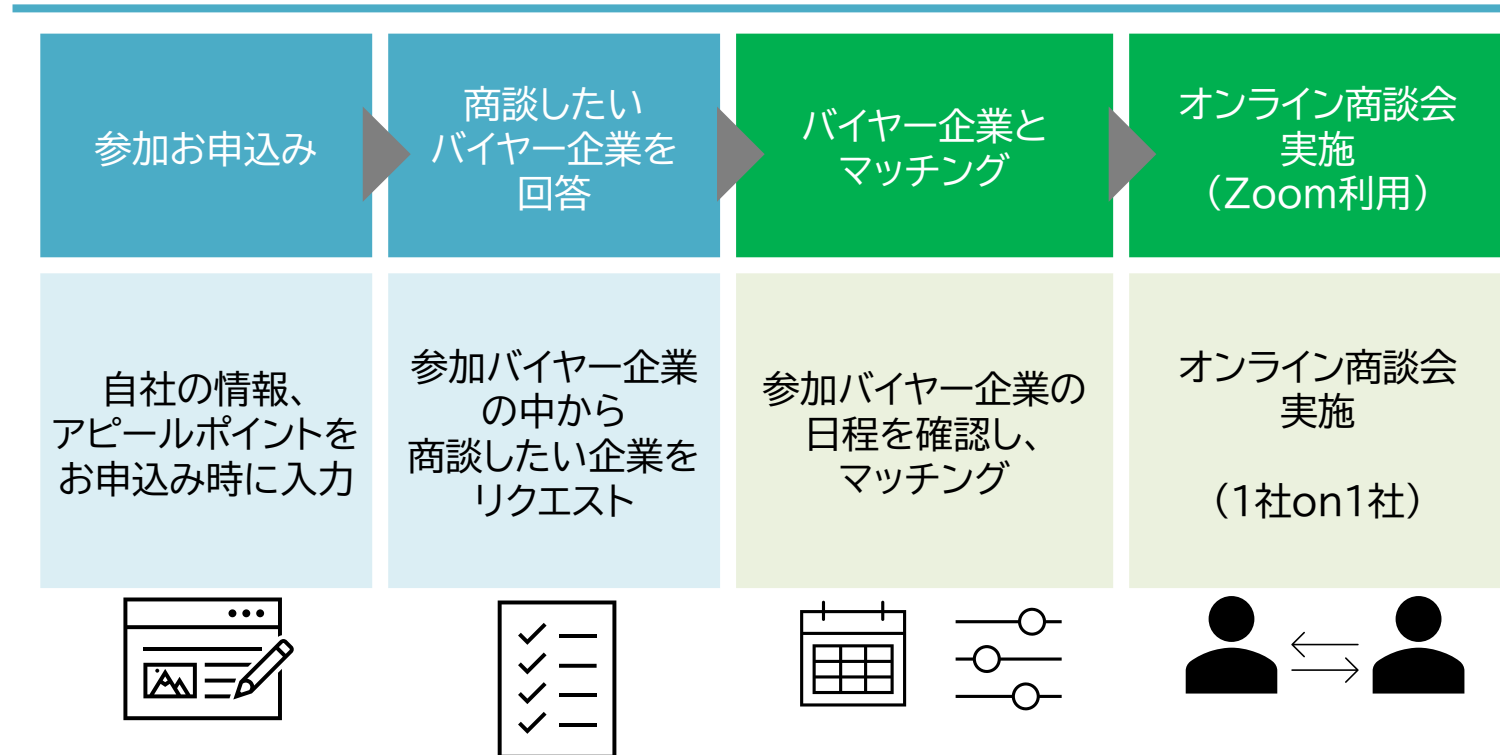 参加お申込み
商談したい
バイヤー企業を
回答
バイヤー企業と
マッチング
オンライン商談会
実施
（Zoom利用）
自社の情報、
アピールポイントを
お申込み時に入力
参加バイヤー企業
の中から
商談したい企業を
リクエスト
参加バイヤー企業の
日程を確認し、
マッチング
オンライン商談会
実施
（1社on1社）